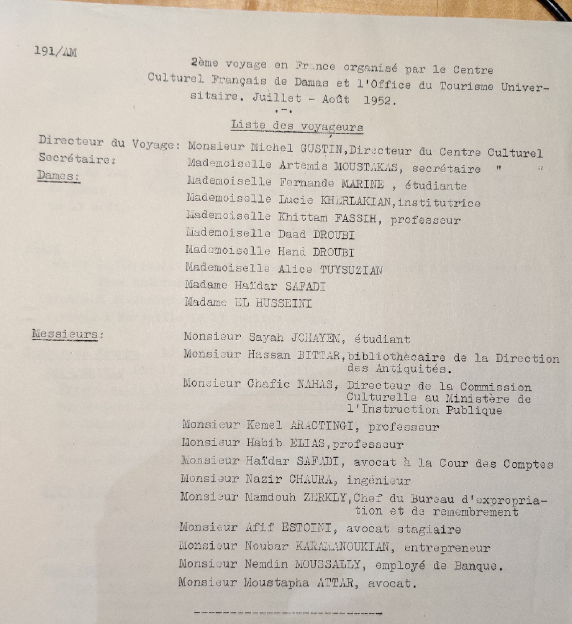 191/AM
2ème voyage en France organisé par le Centre
Culturel Français de Damas et l'Office du Tourisme Univer-
sitaire. Juillet - Août 1952.
Liste des voyageurs
Directeur du Voyage: Monsieur Michel GUSTIN,Directeur du Centre Culturel
Secrétaire: Mademoiselle Artemis MOUSTAKAS, secrétaire " "
Dames: Mademoiselle Fernande MARINE , étudiante
Mademoiselle Lucie KHERLAKIAN,institutrice
Mademoiselle Khittam FASSIH, professeur
Mademoiselle Daad DROUBI
Mademoiselle Hend DROUBI
Mademoiselle Alice TUYSUZIAN
Madame Haïdar SAFADI
Madame EL HUSSEINI
Messieurs: Monsieur Sayah JOHAYEM, étudiant
Monsieur Hassan BITTAR,bibliothécaire de la Direction
des Antiquités.
Monsieur Chafic NAHAS, Directeur de la Commission
Culturelle au Ministère de
l'Instruction Publique
Monsieur Kemel ARACTINGI, professeur
Monsieur Habib ELIAS,professeur
Monsieur Haïdar SAFADI, avocat à la Cour des Comptes
Monsieur Nazir CHAURA, ingénieur
Monsieur Mamdouh ZERKLY,Chef du Bureau d'expropria-
tion et de remembrement
Monsieur Afif ESTOINI, avocat stagiaire
Monsieur Noubar KARAMANOUKIAN, entrepreneur
Monsieur Nemdin MOUSSALLY, employé de Banque.
Monsieur Moustapha ATTAR, avocat.